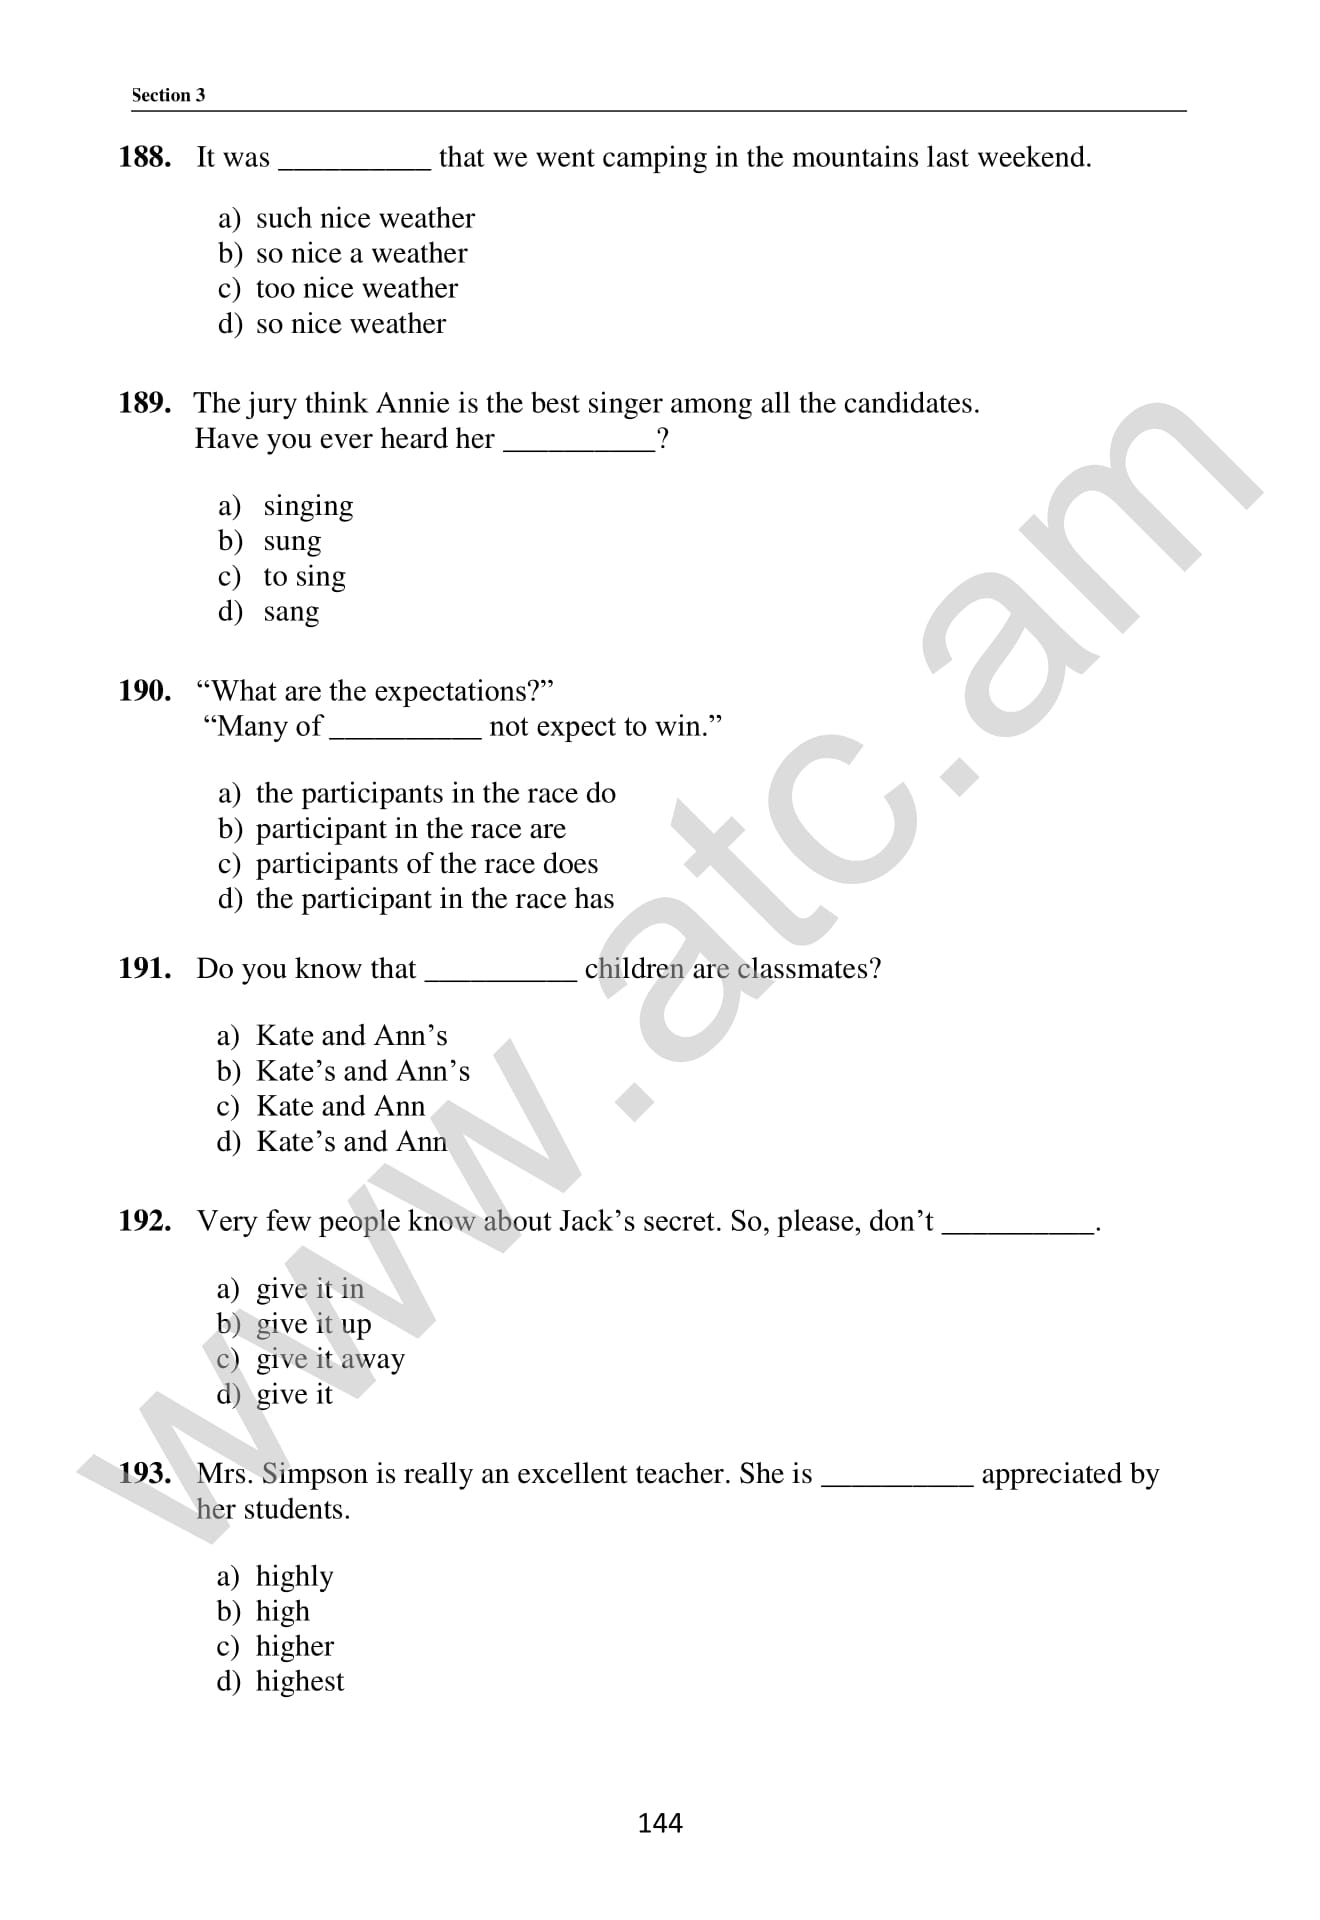 Section 3
188. It was __________ that we went camping in the mountains last weekend.
a) such nice weather
b) so nice a weather
c) too nice weather
d) so nice weather
189. The jury think Annie is the best singer among all the candidates.
Have you ever heard her __________?
a) singing
b) sung
c) to sing
d) sang
190. “What are the expectations?”
“Many of __________ not expect to win.”
a) the participants in the race do
b) participant in the race are
c) participants of the race does
d) the participant in the race has
191. Do you know that __________ children are classmates?
a) Kate and Ann’s
b) Kate’s and Ann’s
c) Kate and Ann
d) Kate’s and Ann
192. Very few people know about Jack’s secret. So, please, don’t __________.
a) give it in
b) give it up
c) give it away
d) give it
193. Mrs. Simpson is really an excellent teacher. She is __________ appreciated by
her students.
a) highly
b) high
c) higher
d) highest
144
www.atc.am